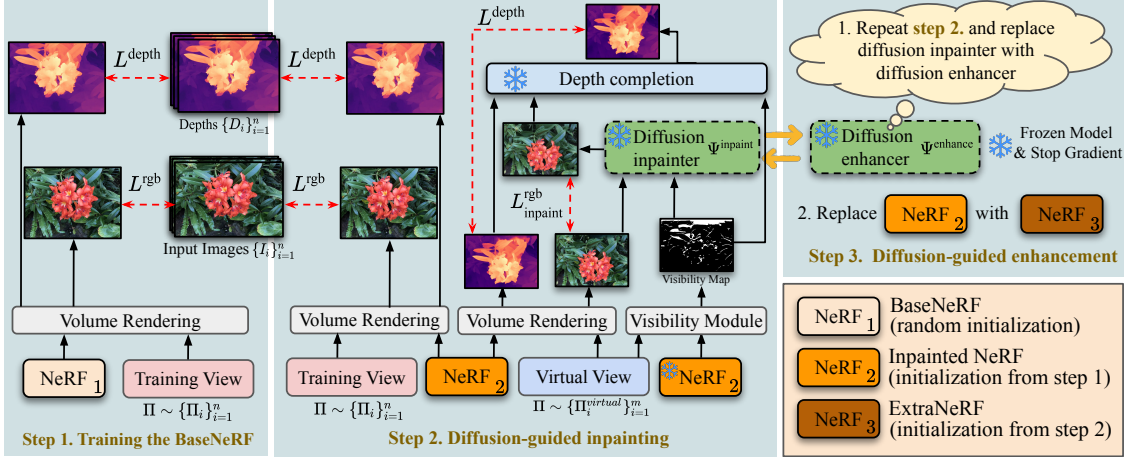 L^depth
L^depth
Depths {D_i}^n_{i=1}
L^rgb
L^rgb
Input Images {I_i}^n_{i=1}
Volume Rendering
NeRF 1
Training View
Π ∼ {Π_i}^n_{i=1}
Step 1. Training the BaseNeRF
L^depth
Depth completion
Diffusion
inpainter Ψ^inpaint
L^rgb_inpaint
Visibility Map
Volume Rendering
Volume Rendering
Visibility Module
Training View
NeRF 2
Virtual View
NeRF 2
Π ∼ {Π_i}^n_{i=1}
Π ∼ {Π_i^{virtual}}^m_{i=1}
Step 2. Diffusion-guided inpainting
1. Repeat step 2. and replace
diffusion inpainter with
diffusion enhancer
Diffusion
enhancer Ψ^enhance
Frozen Model
& Stop Gradient
2. Replace NeRF 2 with NeRF 3
Step 3. Diffusion-guided enhancement
NeRF 1
BaseNeRF
(random initialization)
NeRF 2
Inpainted NeRF
(initialization from step 1)
NeRF 3
ExtraNeRF
(initialization from step 2)